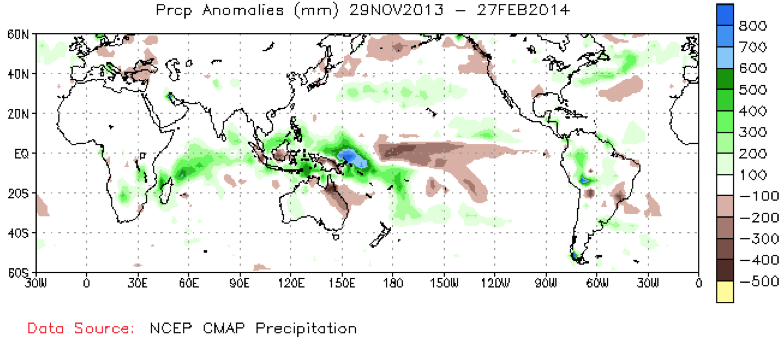 Prcp Anomalies (mm) 29NOV2013 – 27FEB2014
60N
40N
20N
EQ
20S
40S
60S
30W 0 30E 60E 90E 120E 150E 180 150W 120W 90W 60W 30W 0
800
700
600
500
400
300
200
100
-100
-200
-300
-400
-500
Data Source: NCEP CMAP Precipitation